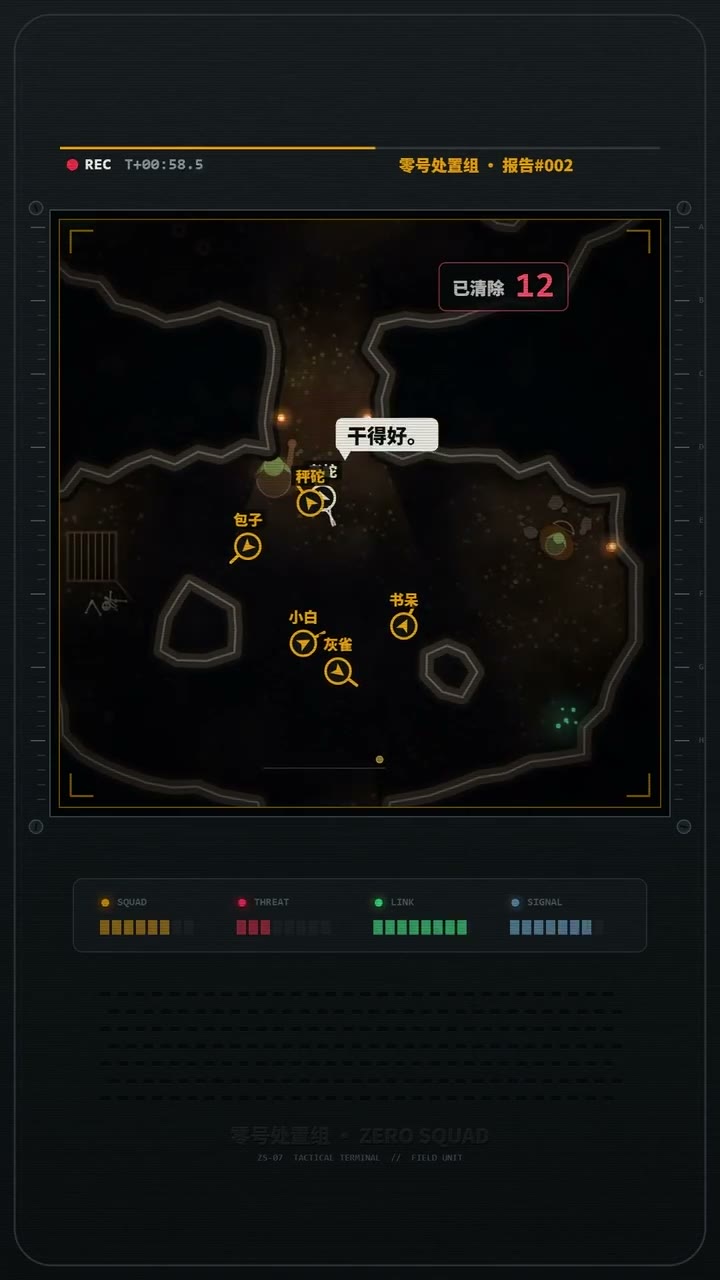 REC T+00:58.5
零号处置组 • 报告#002
已清除 12
干得好。
秤砣
包子
书呆
小白
灰雀
SQUAD
THREAT
LINK
SIGNAL
零号处置组 • ZERO SQUAD
ZS-07 TACTICAL TERMINAL // FIELD UNIT
A
B
C
D
E
F
G
H